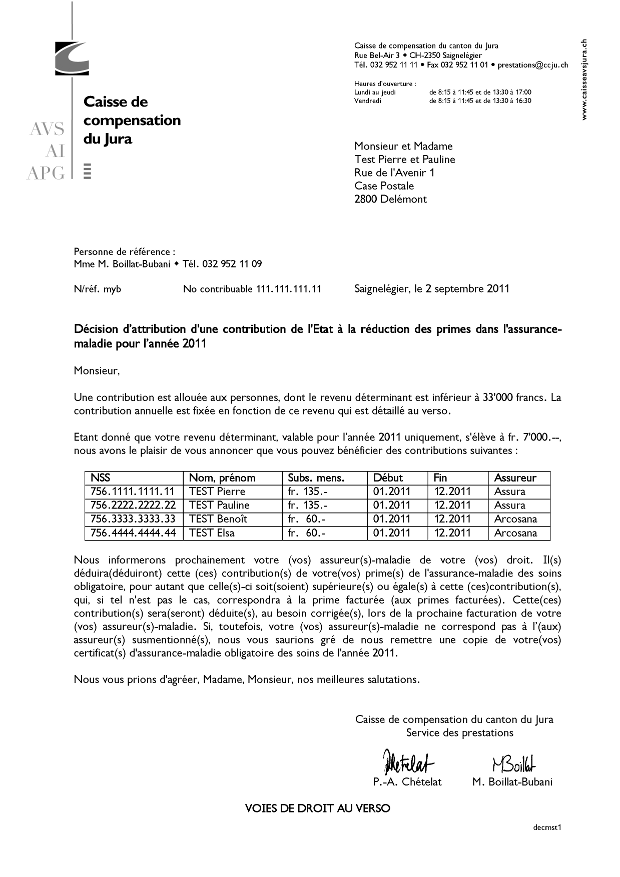 Caisse de compensation du canton du Jura
Rue Bel-Air 3 • CH-2350 Saignelégier
Tél. 032 952 11 11 • Fax 032 952 11 01 • prestations@ccju.ch
Heures d'ouverture :
Lundi au jeudi de 8:15 à 11:45 et de 13:30 à 17:00
Vendredi de 8:15 à 11:45 et de 13:30 à 16:30
www.caisseavsjura.ch
Caisse de
compensation
du Jura
AVS
AI
APG
Monsieur et Madame
Test Pierre et Pauline
Rue de l'Avenir 1
Case Postale
2800 Delémont
Personne de référence :
Mme M. Boillat-Bubani • Tél. 032 952 11 09
N/réf. myb No contribuable 111.111.111.11 Saignelégier, le 2 septembre 2011
Décision d'attribution d'une contribution de l'Etat à la réduction des primes dans l'assurance-
maladie pour l'année 2011
Monsieur,
Une contribution est allouée aux personnes, dont le revenu déterminant est inférieur à 33'000 francs. La
contribution annuelle est fixée en fonction de ce revenu qui est détaillé au verso.
Etant donné que votre revenu déterminant, valable pour l'année 2011 uniquement, s'élève à fr. 7'000.--,
nous avons le plaisir de vous annoncer que vous pouvez bénéficier des contributions suivantes :
NSS Nom, prénom Subs. mens. Début Fin Assureur
756.1111.1111.11 TEST Pierre fr. 135.- 01.2011 12.2011 Assura
756.2222.2222.22 TEST Pauline fr. 135.- 01.2011 12.2011 Assura
756.3333.3333.33 TEST Benoît fr. 60.- 01.2011 12.2011 Arcosana
756.4444.4444.44 TEST Elsa fr. 60.- 01.2011 12.2011 Arcosana
Nous informerons prochainement votre (vos) assureur(s)-maladie de votre (vos) droit. Il(s)
déduira(déduiront) cette (ces) contribution(s) de votre(vos) prime(s) de l'assurance-maladie des soins
obligatoire, pour autant que celle(s)-ci soit(soient) supérieure(s) ou égale(s) à cette (ces)contribution(s),
qui, si tel n'est pas le cas, correspondra à la prime facturée (aux primes facturées). Cette(ces)
contribution(s) sera(seront) déduite(s), au besoin corrigée(s), lors de la prochaine facturation de votre
(vos) assureur(s)-maladie. Si, toutefois, votre (vos) assureur(s)-maladie ne correspond pas à l'(aux)
assureur(s) susmentionné(s), nous vous saurions gré de nous remettre une copie de votre(vos)
certificat(s) d'assurance-maladie obligatoire des soins de l'année 2011.
Nous vous prions d'agréer, Madame, Monsieur, nos meilleures salutations.
Caisse de compensation du canton du Jura
Service des prestations
MBoillat
P.-A. Chételat M. Boillat-Bubani
VOIES DE DROIT AU VERSO
decmst1